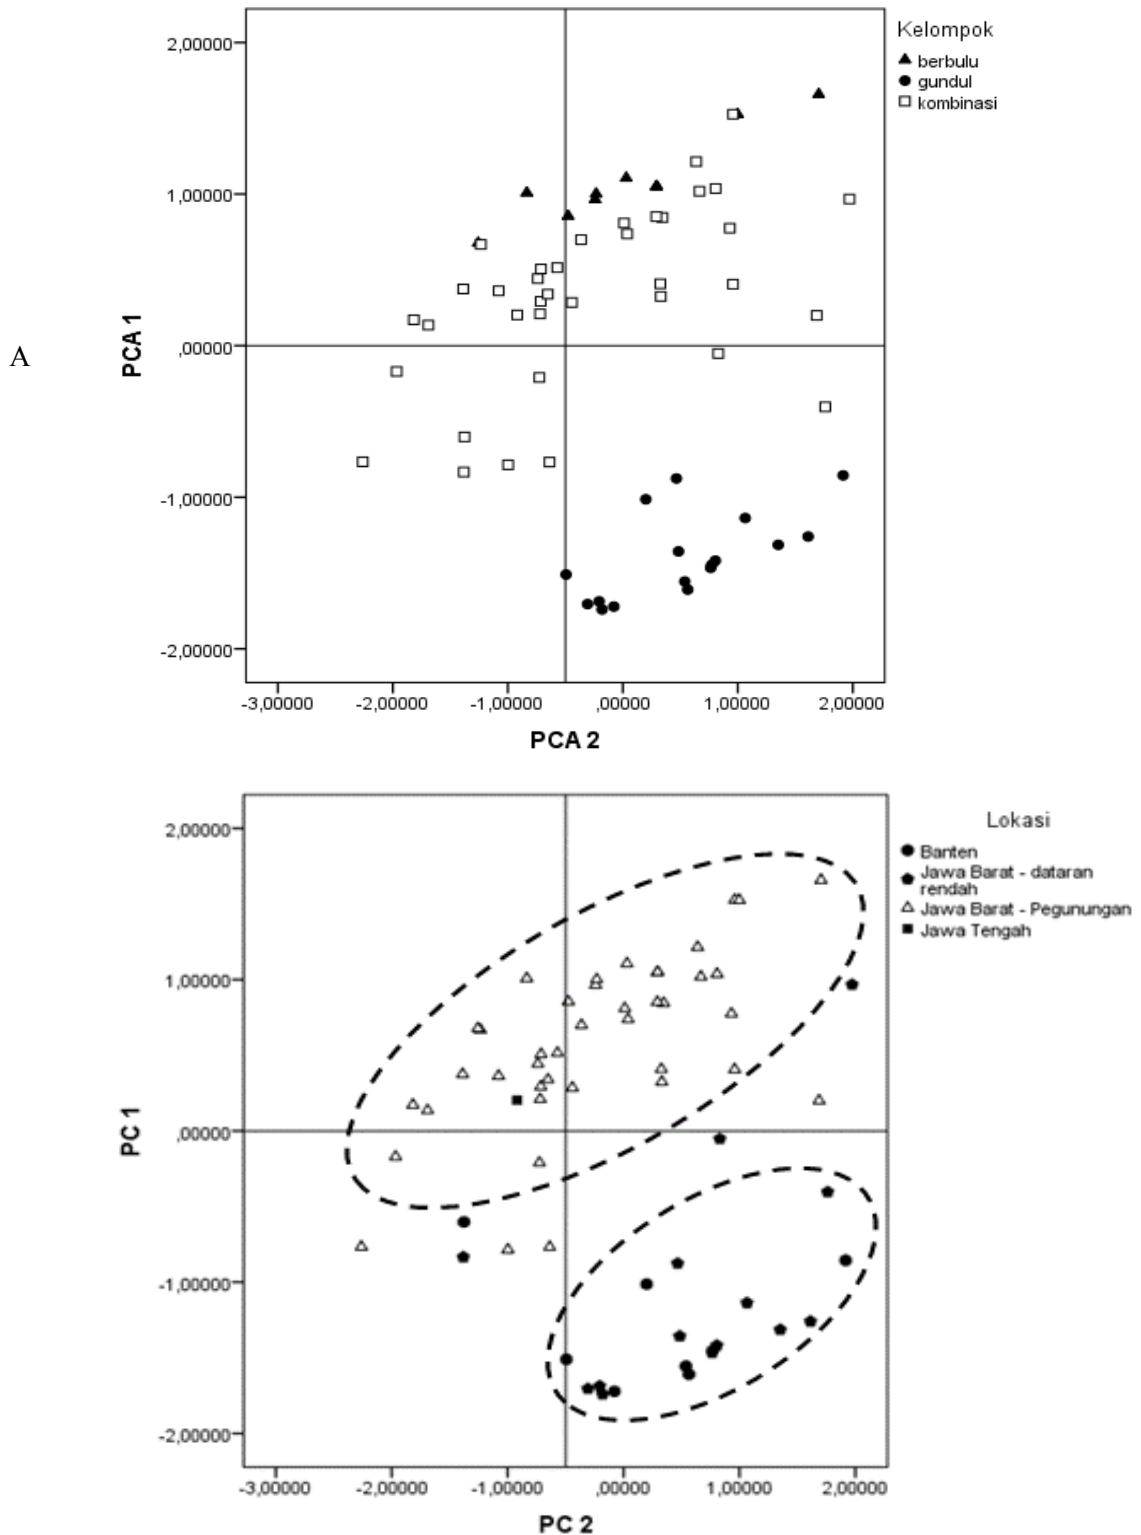 Kelompok
berbulu
gundul
kombinasi
2,00000
1,00000
,00000
-1,00000
-2,00000
PCA 1
A
-3,00000 -2,00000 -1,00000 ,00000 1,00000 2,00000
PCA 2
Lokasi
Banten
Jawa Barat - dataran
rendah
Jawa Barat - Pegunungan
Jawa Tengah
2,00000
1,00000
,00000
-1,00000
-2,00000
PC 1
-3,00000 -2,00000 -1,00000 ,00000 1,00000 2,00000
PC 2